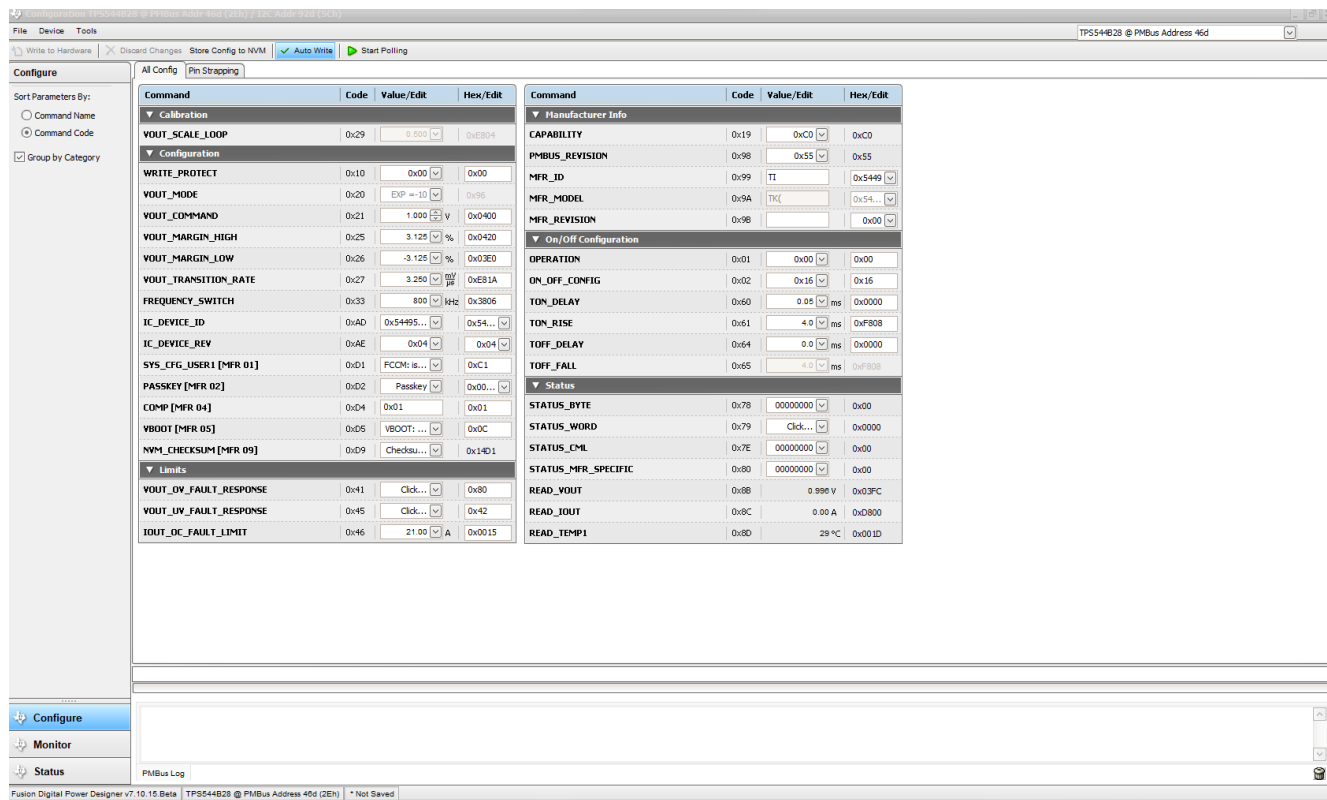 Configuration TPS544B28 @ PMBus Addr 46d (2Eh) / I2C Addr 92d (5Ch)
File Device Tools
TPS544B28 @ PMBus Address 46d
Write to Hardware Discard Changes Store Config to NVM Auto Write Start Polling
Configure
Sort Parameters By:
Command Name
Command Code
Group by Category
All Config Pin Strapping
Command Code Value/Edit Hex/Edit
Calibration
VOUT_SCALE_LOOP 0x29 0.500 0xE804
Configuration
WRITE_PROTECT 0x10 0x00 0x00
VOUT_MODE 0x20 EXP =-10 0x96
VOUT_COMMAND 0x21 1.000 V 0x0400
VOUT_MARGIN_HIGH 0x25 3.125 % 0x0420
VOUT_MARGIN_LOW 0x26 -3.125 % 0x03E0
VOUT_TRANSITION_RATE 0x27 3.250 mV/µs 0xE81A
FREQUENCY_SWITCH 0x33 800 kHz 0x3806
IC_DEVICE_ID 0xAD 0x54495... 0x54...
IC_DEVICE_REV 0xAE 0x04 0x04
SYS_CFG_USER1 [MFR 01] 0xD1 FCCM: is... 0xC1
PASSKEY [MFR 02] 0xD2 Passkey 0x00...
COMP [MFR 04] 0xD4 0x01 0x01
VBOOT [MFR 05] 0xD5 VBOOT: ... 0x0C
NVM_CHECKSUM [MFR 09] 0xD9 Checksu... 0x14D1
Limits
VOUT_OV_FAULT_RESPONSE 0x41 Click... 0x80
VOUT_UV_FAULT_RESPONSE 0x45 Click... 0x42
IOUT_OC_FAULT_LIMIT 0x46 21.00 A 0x0015
Command Code Value/Edit Hex/Edit
Manufacturer Info
CAPABILITY 0x19 0xC0 0xC0
PMBUS_REVISION 0x98 0x55 0x55
MFR_ID 0x99 TI 0x5449
MFR_MODEL 0x9A TK{ 0x54...
MFR_REVISION 0x9B 0x00
On/Off Configuration
OPERATION 0x01 0x00 0x00
ON_OFF_CONFIG 0x02 0x16 0x16
TON_DELAY 0x60 0.05 ms 0x0000
TON_RISE 0x61 4.0 ms 0xF808
TOFF_DELAY 0x64 0.0 ms 0x0000
TOFF_FALL 0x65 4.0 ms 0xF808
Status
STATUS_BYTE 0x78 00000000 0x00
STATUS_WORD 0x79 Click... 0x0000
STATUS_CML 0x7E 00000000 0x00
STATUS_MFR_SPECIFIC 0x80 00000000 0x00
READ_VOUT 0x8B 0.996 V 0x03FC
READ_IOUT 0x8C 0.00 A 0xD800
READ_TEMP1 0x8D 29 °C 0x001D
Configure
Monitor
Status
PMBus Log
Fusion Digital Power Designer v7.10.15.Beta TPS544B28 @ PMBus Address 46d (2Eh) * Not Saved